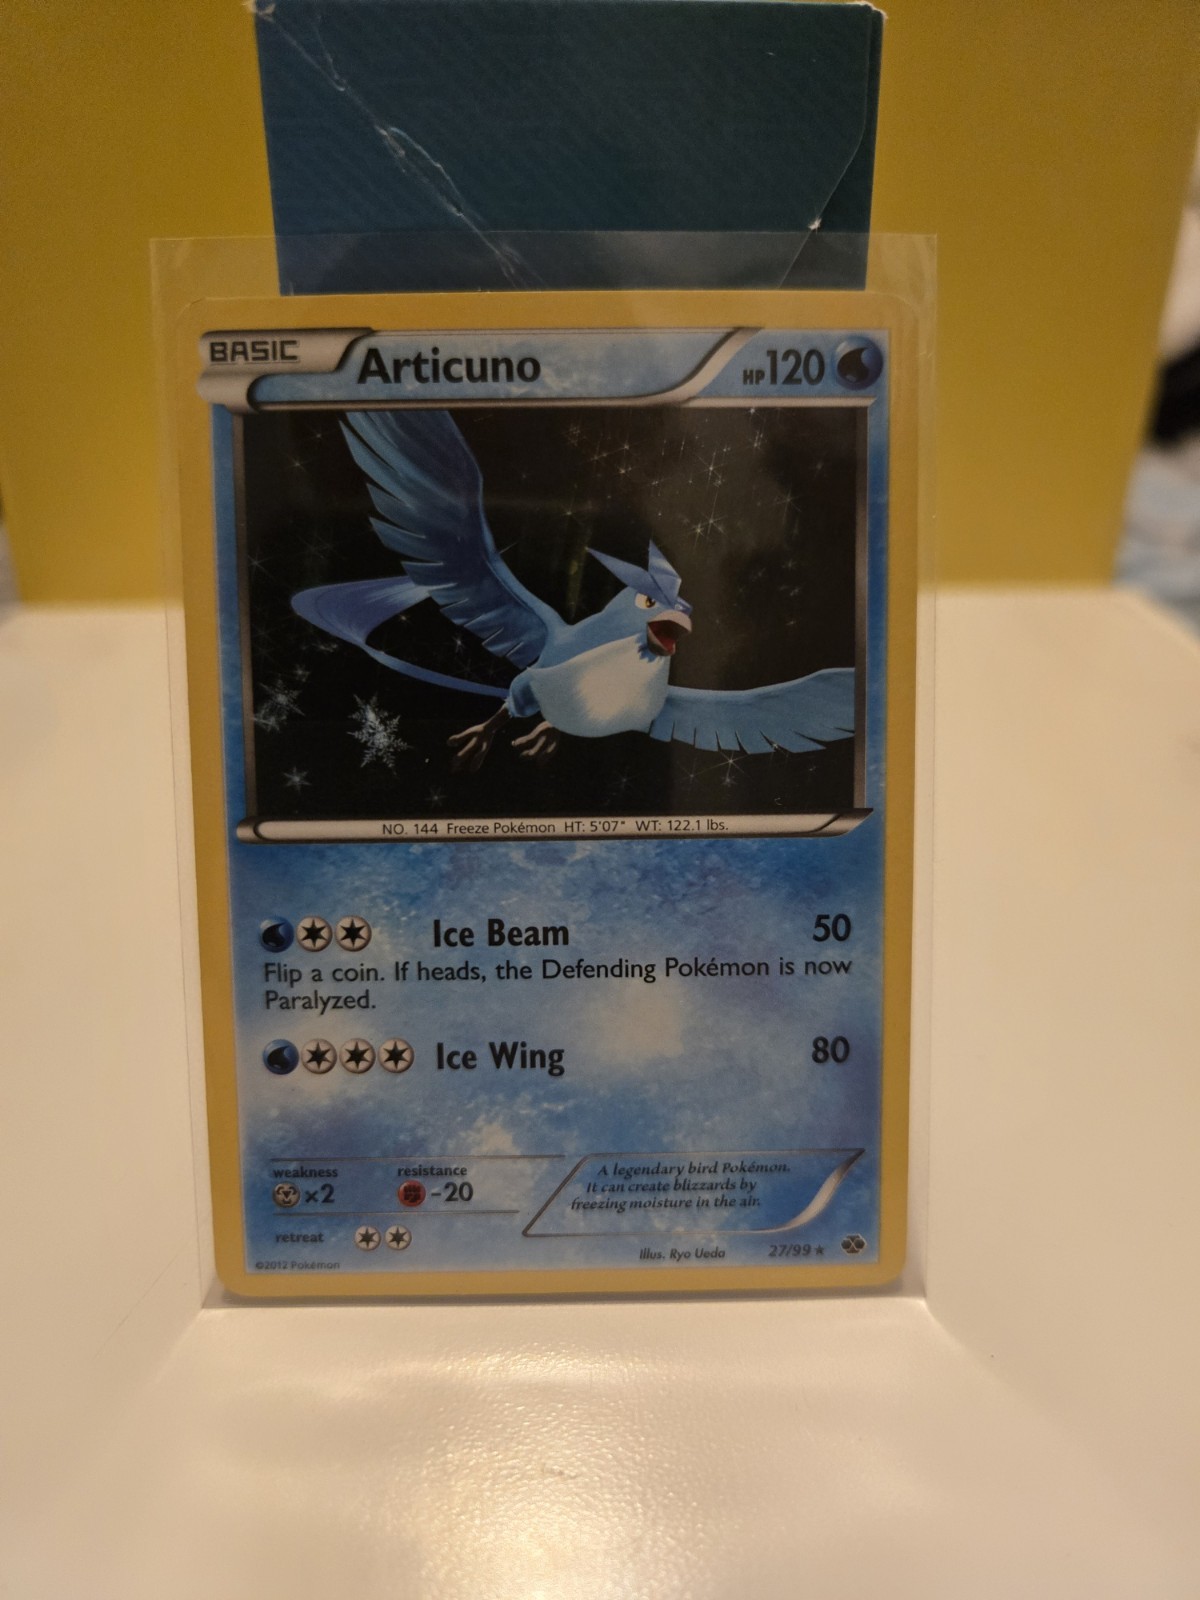 BASIC Articuno HP 120
NO. 144 Freeze Pokémon HT: 5'07" WT: 122.1 lbs.
Ice Beam 50
Flip a coin. If heads, the Defending Pokémon is now
Paralyzed.
Ice Wing 80
weakness resistance
×2 -20
retreat
A legendary bird Pokémon.
It can create blizzards by
freezing moisture in the air.
Illus. Ryo Ueda 27/99 ★
©2012 Pokémon